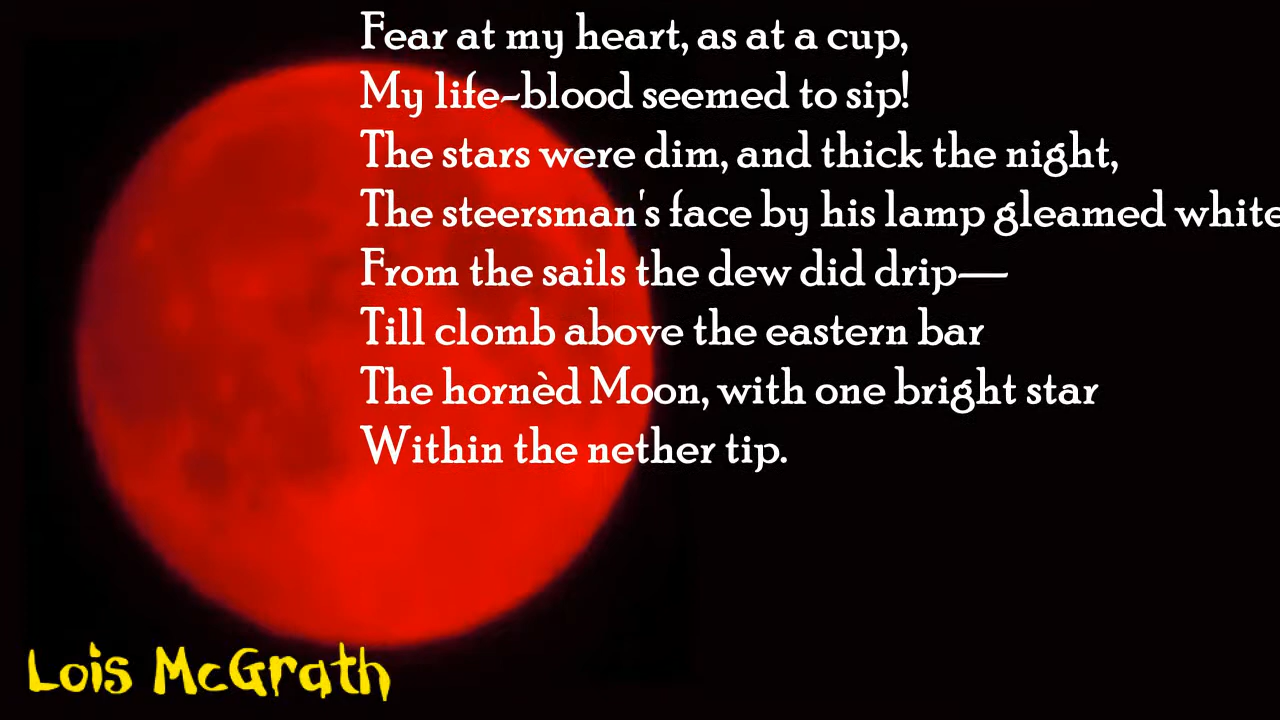 Fear at my heart, as at a cup,
My life-blood seemed to sip!
The stars were dim, and thick the night,
The steersman's face by his lamp gleamed white
From the sails the dew did drip—
Till clomb above the eastern bar
The hornèd Moon, with one bright star
Within the nether tip.
Lois McGrath